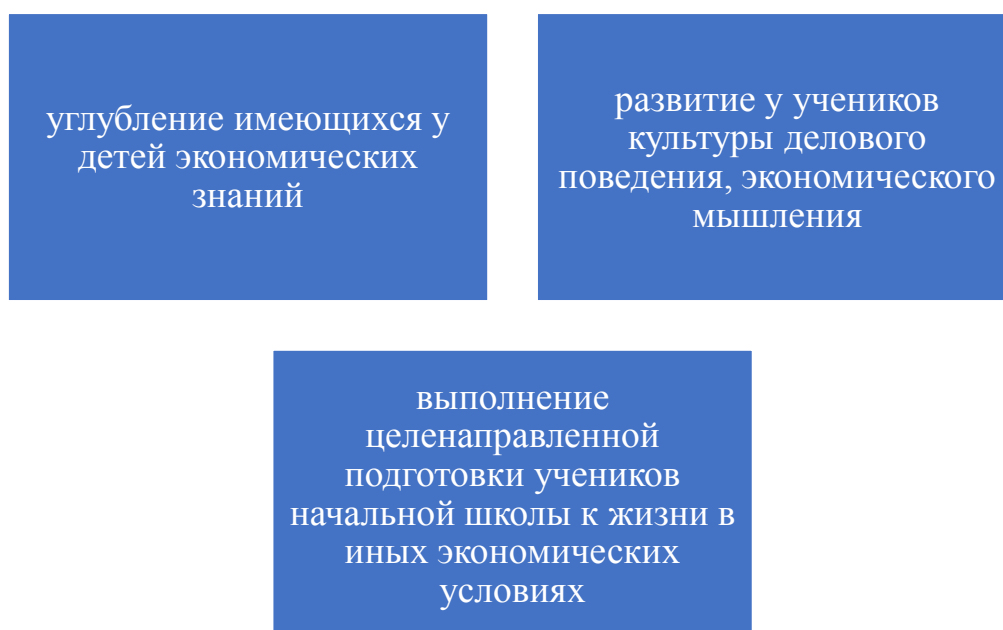 углубление имеющихся у
детей экономических
знаний
развитие у учеников
культуры делового
поведения, экономического
мышления
выполнение
целенаправленной
подготовки учеников
начальной школы к жизни в
иных экономических
условиях